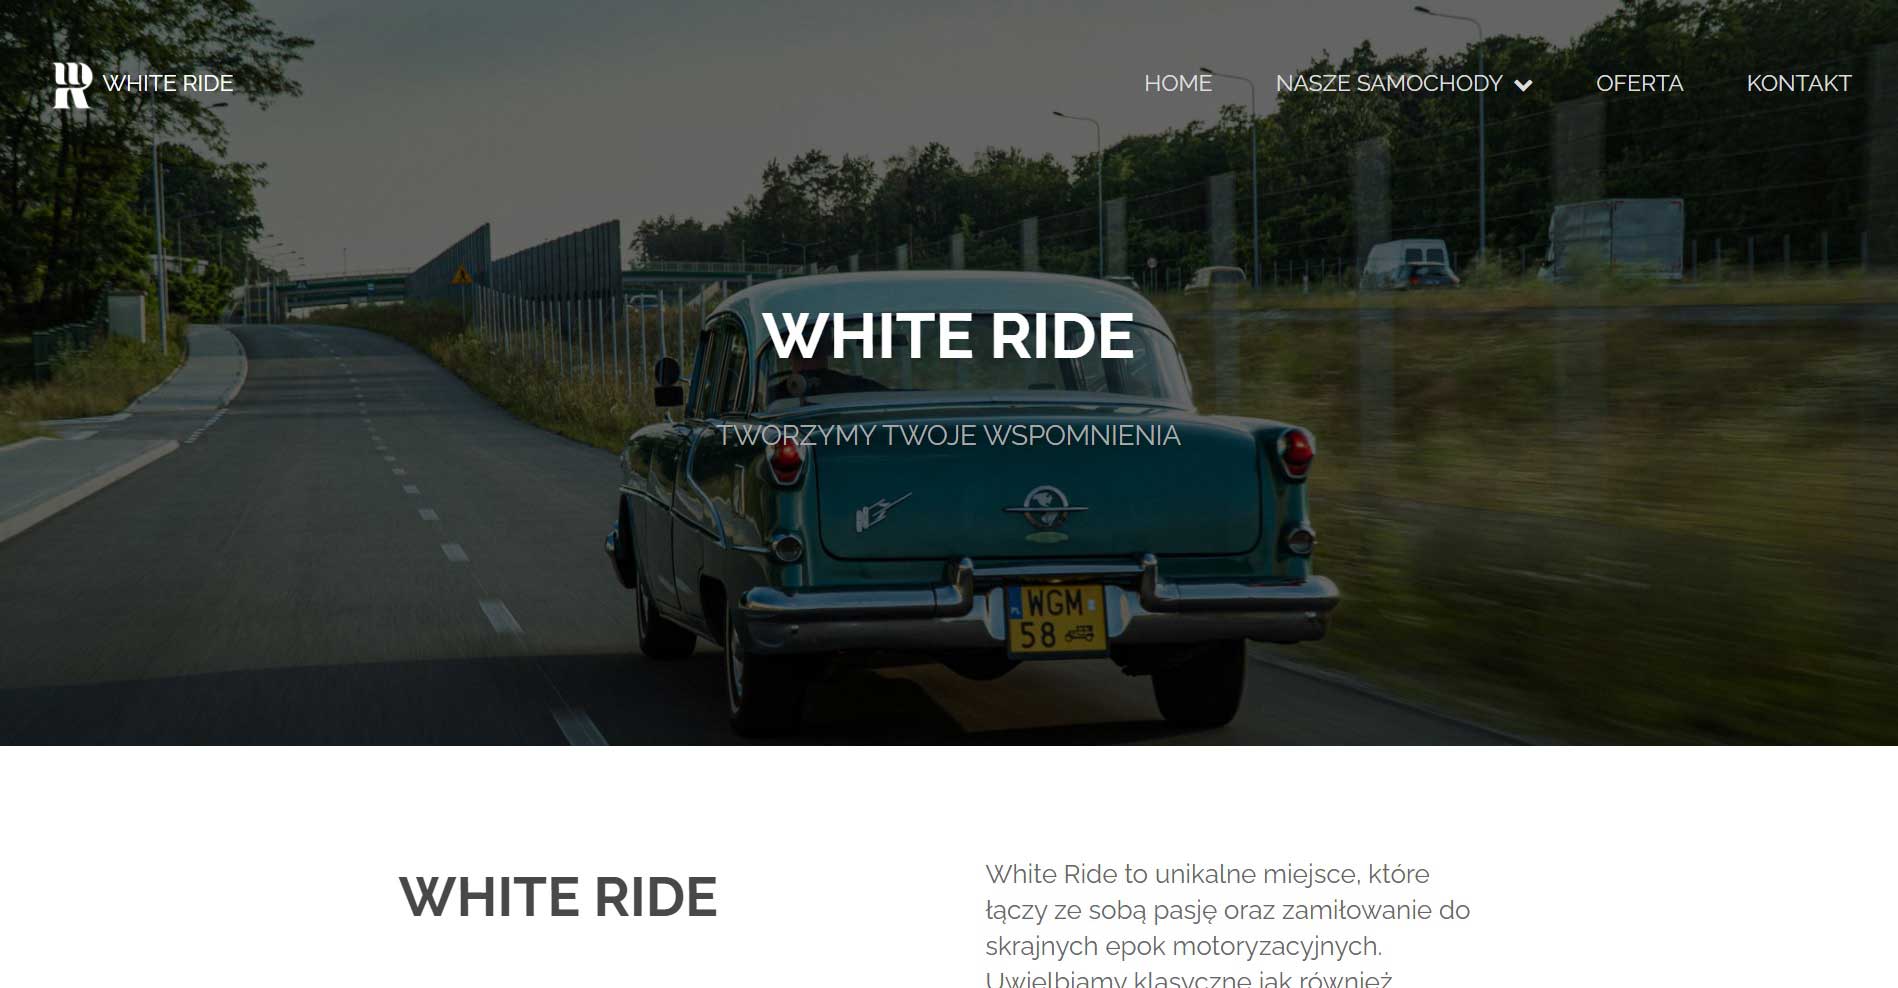 WHITE RIDE
HOME NASZE SAMOCHODY OFERTA KONTAKT
WHITE RIDE
TWORZYMY TWOJE WSPOMNIENIA
PL WGM
58
WHITE RIDE
White Ride to unikalne miejsce, które
łączy ze sobą pasję oraz zamiłowanie do
skrajnych epok motoryzacyjnych.
Uwielbiamy klasyczne jak również